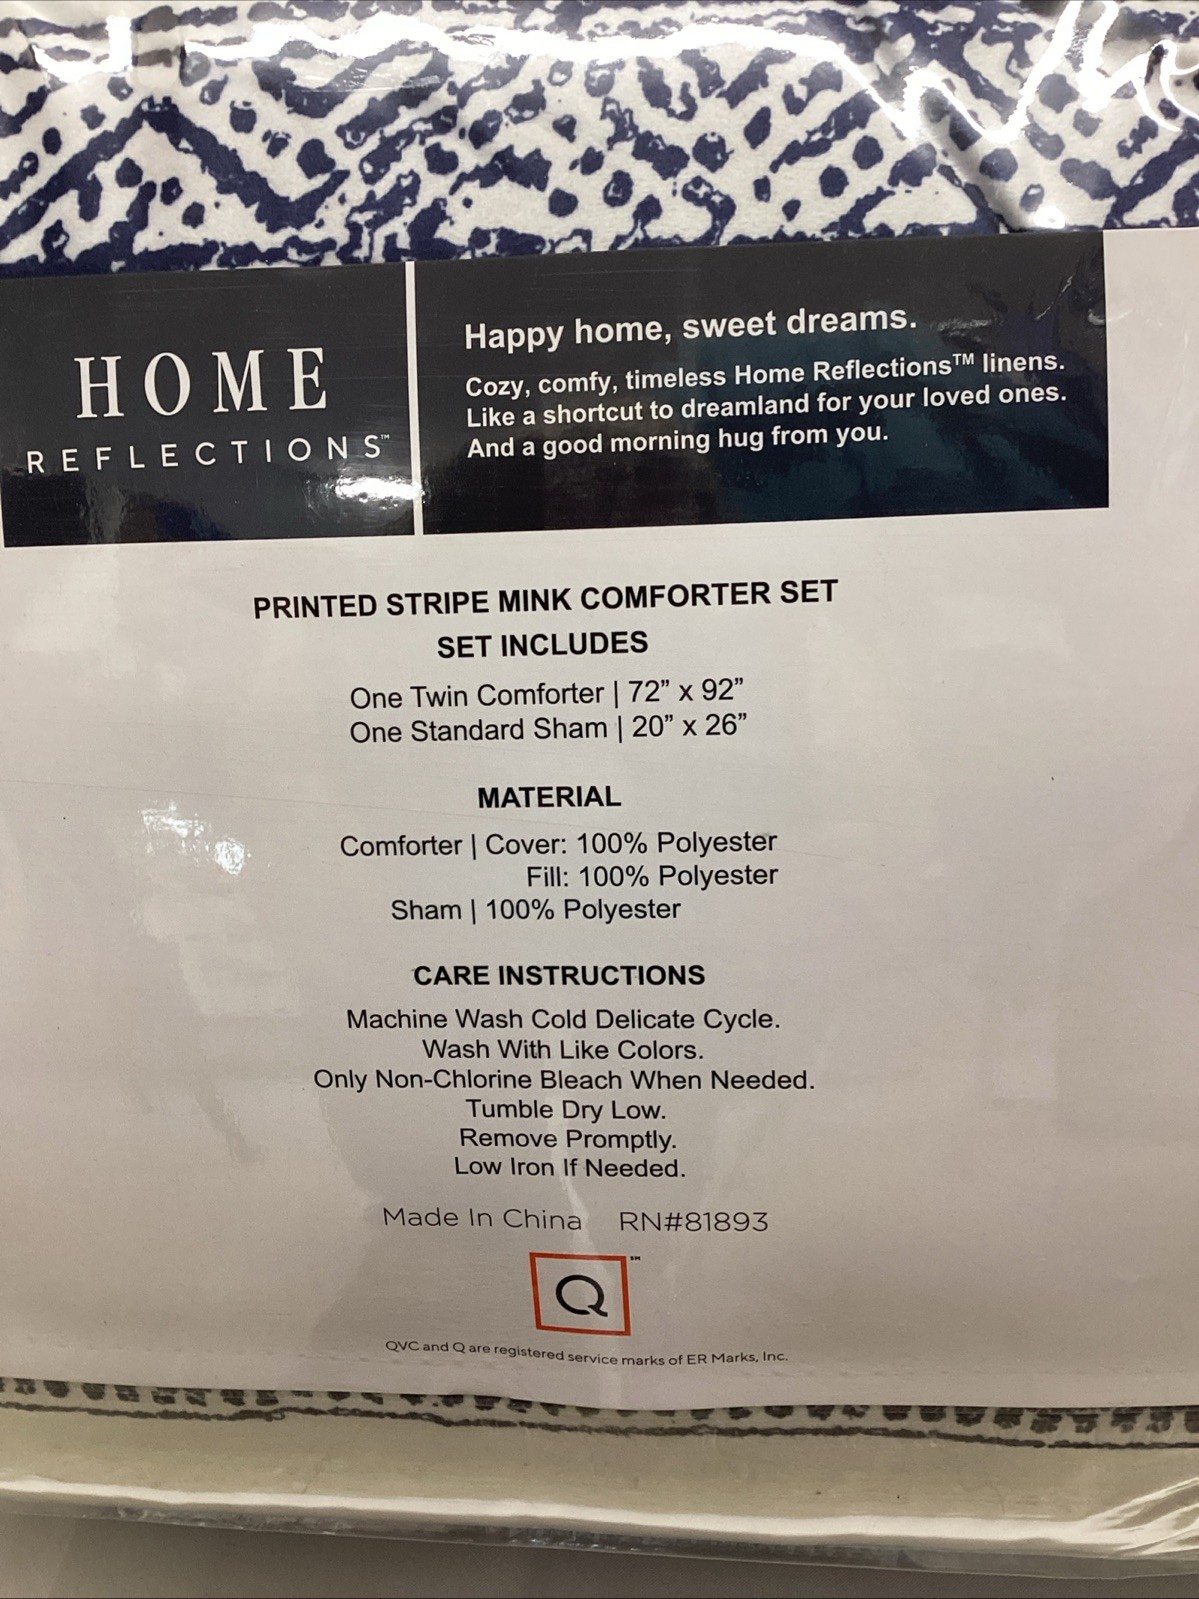 HOME
REFLECTIONS™
Happy home, sweet dreams.
Cozy, comfy, timeless Home Reflections™ linens.
Like a shortcut to dreamland for your loved ones.
And a good morning hug from you.
PRINTED STRIPE MINK COMFORTER SET
SET INCLUDES
One Twin Comforter | 72” x 92”
One Standard Sham | 20” x 26”
MATERIAL
Comforter | Cover: 100% Polyester
Fill: 100% Polyester
Sham | 100% Polyester
CARE INSTRUCTIONS
Machine Wash Cold Delicate Cycle.
Wash With Like Colors.
Only Non-Chlorine Bleach When Needed.
Tumble Dry Low.
Remove Promptly.
Low Iron If Needed.
Made In China RN#81893
Q℠
QVC and Q are registered service marks of ER Marks, Inc.